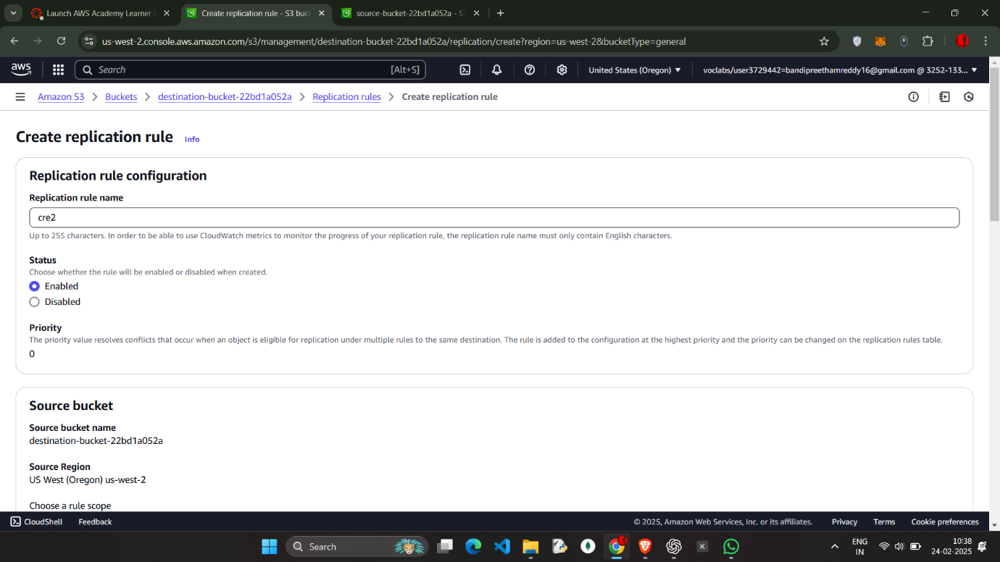 Launch AWS Academy Learner
Create replication rule - S3 buc
source-bucket-22bd1a052a - S
us-west-2.console.aws.amazon.com/s3/management/destination-bucket-22bd1a052a/replication/create?region=us-west-2&bucketType=general
aws
Search
[Alt+S]
United States (Oregon)
voclabs/user3729442=bandipreethamreddy16@gmail.com @ 3252-133...
Amazon S3 > Buckets > destination-bucket-22bd1a052a > Replication rules > Create replication rule
Create replication rule Info
Replication rule configuration
Replication rule name
cre2
Up to 255 characters. In order to be able to use CloudWatch metrics to monitor the progress of your replication rule, the replication rule name must only contain English characters.
Status
Choose whether the rule will be enabled or disabled when created.
Enabled
Disabled
Priority
The priority value resolves conflicts that occur when an object is eligible for replication under multiple rules to the same destination. The rule is added to the configuration at the highest priority and the priority can be changed on the replication rules table.
0
Source bucket
Source bucket name
destination-bucket-22bd1a052a
Source Region
US West (Oregon) us-west-2
Choose a rule scope
CloudShell Feedback © 2025, Amazon Web Services, Inc. or its affiliates. Privacy Terms Cookie preferences
Search
K
ENG
IN
10:38
24-02-2025